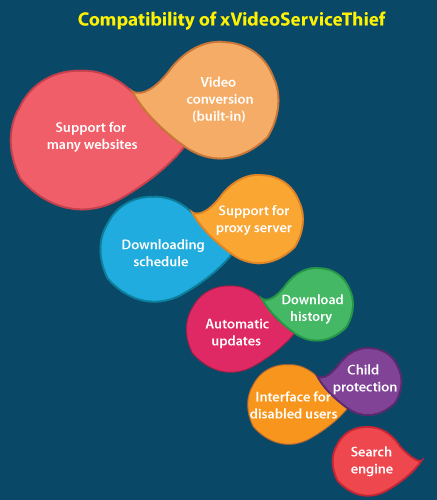 Compatibility of xVideoServiceThief
Video
conversion
(built-in)
Support for
many websites
Support for
proxy server
Downloading
schedule
Download
history
Automatic
updates
Child
protection
Interface for
disabled users
Search
engine